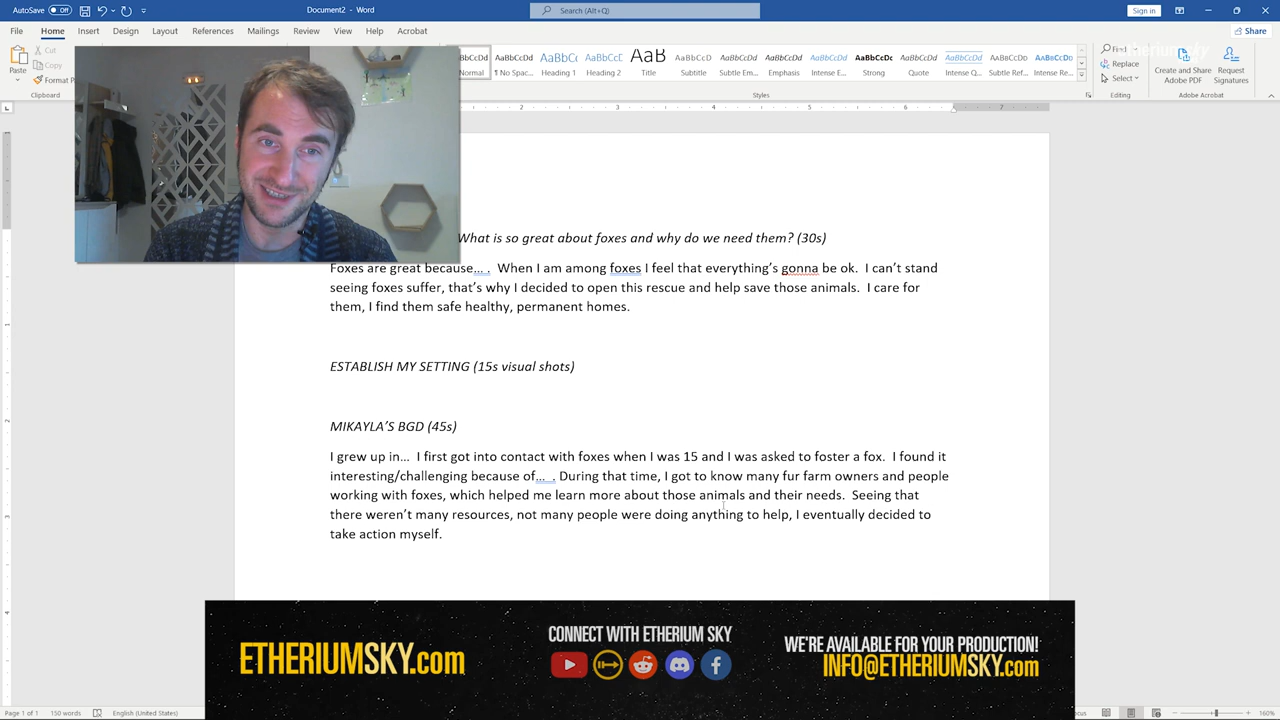 AutoSave Off
Document2 - Word
Search (Alt+Q)
Sign in
File Home Insert Design Layout References Mailings Review View Help Acrobat
Share
Paste
Cut
Copy
Format P
Clipboard
AaBbCcDd AaBbCcDd AaBbCc AaBbCcD AaB AaBbCcD AaBbCcDd AaBbCcDd AaBbCcDd AaBbCcDd AaBbCcDd AaBbCcDd AaBbCcDd
Normal ¶ No Spac... Heading 1 Heading 2 Title Subtitle Subtle Em... Emphasis Intense E... Strong Quote Intense Q... Subtle Ref... Intense Re...
Styles
Find
Replace
Select
Editing
Create and Share Adobe PDF
Request Signatures
Adobe Acrobat
2 3 4 5 6 7
What is so great about foxes and why do we need them? (30s)
Foxes are great because... . When I am among foxes I feel that everything's gonna be ok. I can't stand
seeing foxes suffer, that's why I decided to open this rescue and help save those animals. I care for
them, I find them safe healthy, permanent homes.
ESTABLISH MY SETTING (15s visual shots)
MIKAYLA'S BGD (45s)
I grew up in... I first got into contact with foxes when I was 15 and I was asked to foster a fox. I found it
interesting/challenging because of... . During that time, I got to know many fur farm owners and people
working with foxes, which helped me learn more about those animals and their needs. Seeing that
there weren't many resources, not many people were doing anything to help, I eventually decided to
take action myself.
ETHERIUMSKY.com
CONNECT WITH ETHERIUM SKY
WE'RE AVAILABLE FOR YOUR PRODUCTION!
INFO@ETHERIUMSKY.com
Page 1 of 1 150 words English (United States)
160%